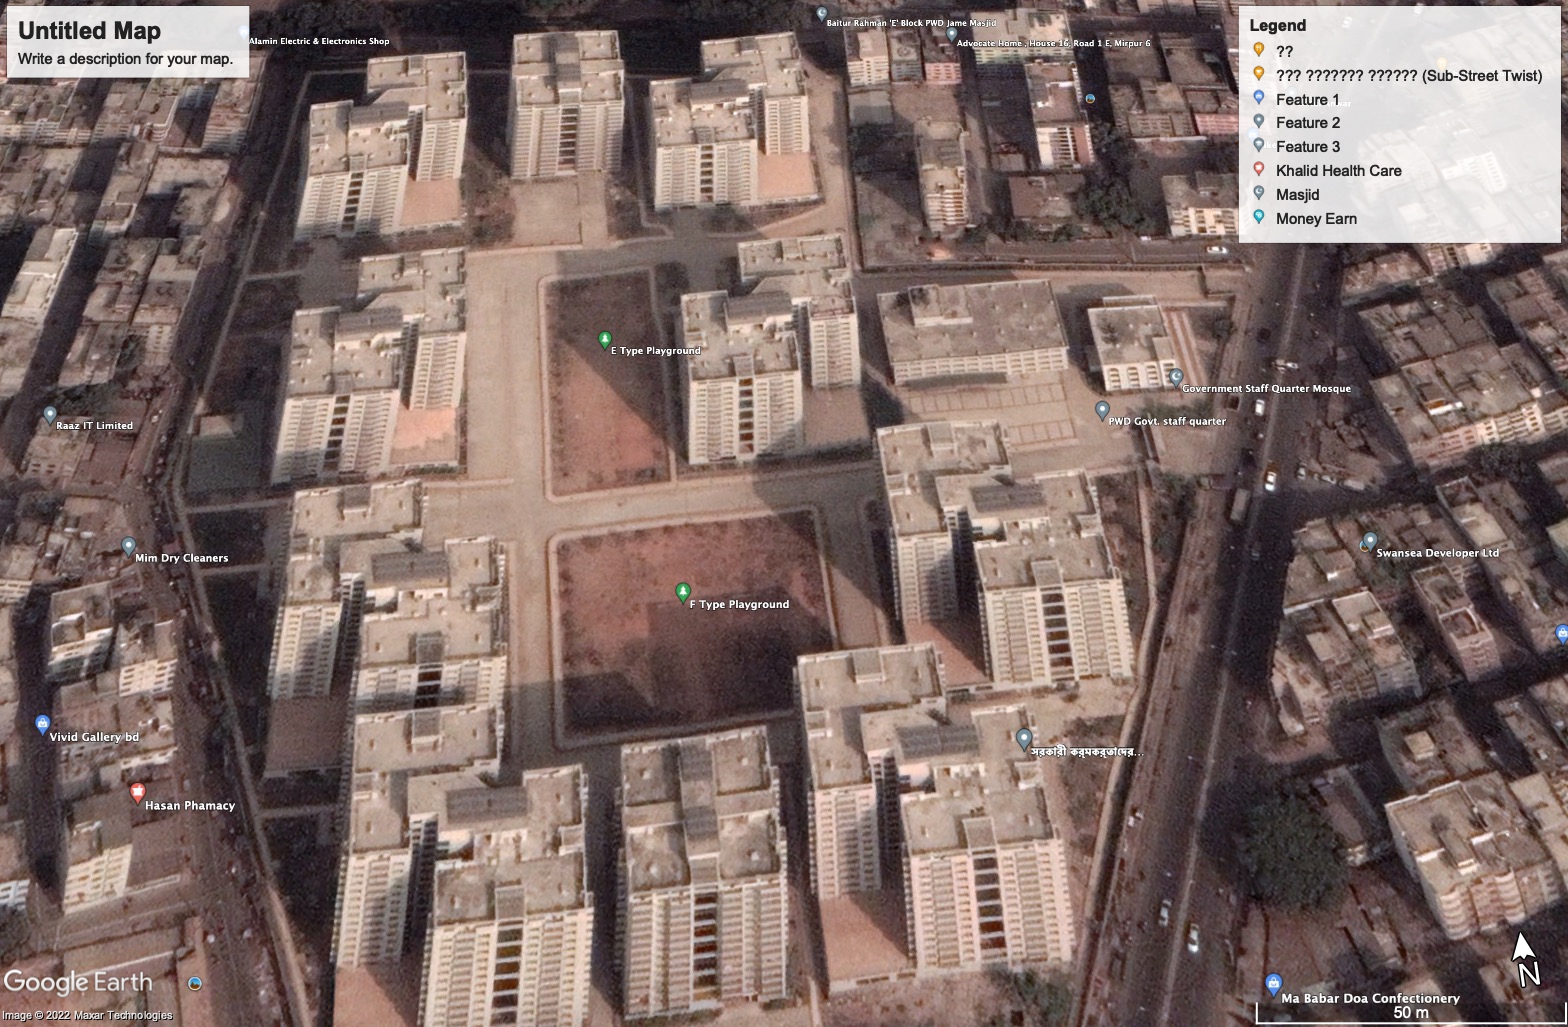 Untitled Map
Write a description for your map.
Alamin Electric & Electronics Shop
Baitur Rahman 'E' Block PWD Jame Masjid
Advocate Home , House 16, Road 1 E, Mirpur 6
Legend
??
??? ??????? ?????? (Sub-Street Twist)
Feature 1
Feature 2
Feature 3
Khalid Health Care
Masjid
Money Earn
E Type Playground
Government Staff Quarter Mosque
PWD Govt. staff quarter
Raaz IT Limited
Mim Dry Cleaners
Swansea Developer Ltd
F Type Playground
Vivid Gallery bd
সরকারী কর্মকর্তাদের...
Hasan Phamacy
Google Earth
Image © 2022 Maxar Technologies
N
Ma Babar Doa Confectionery
50 m